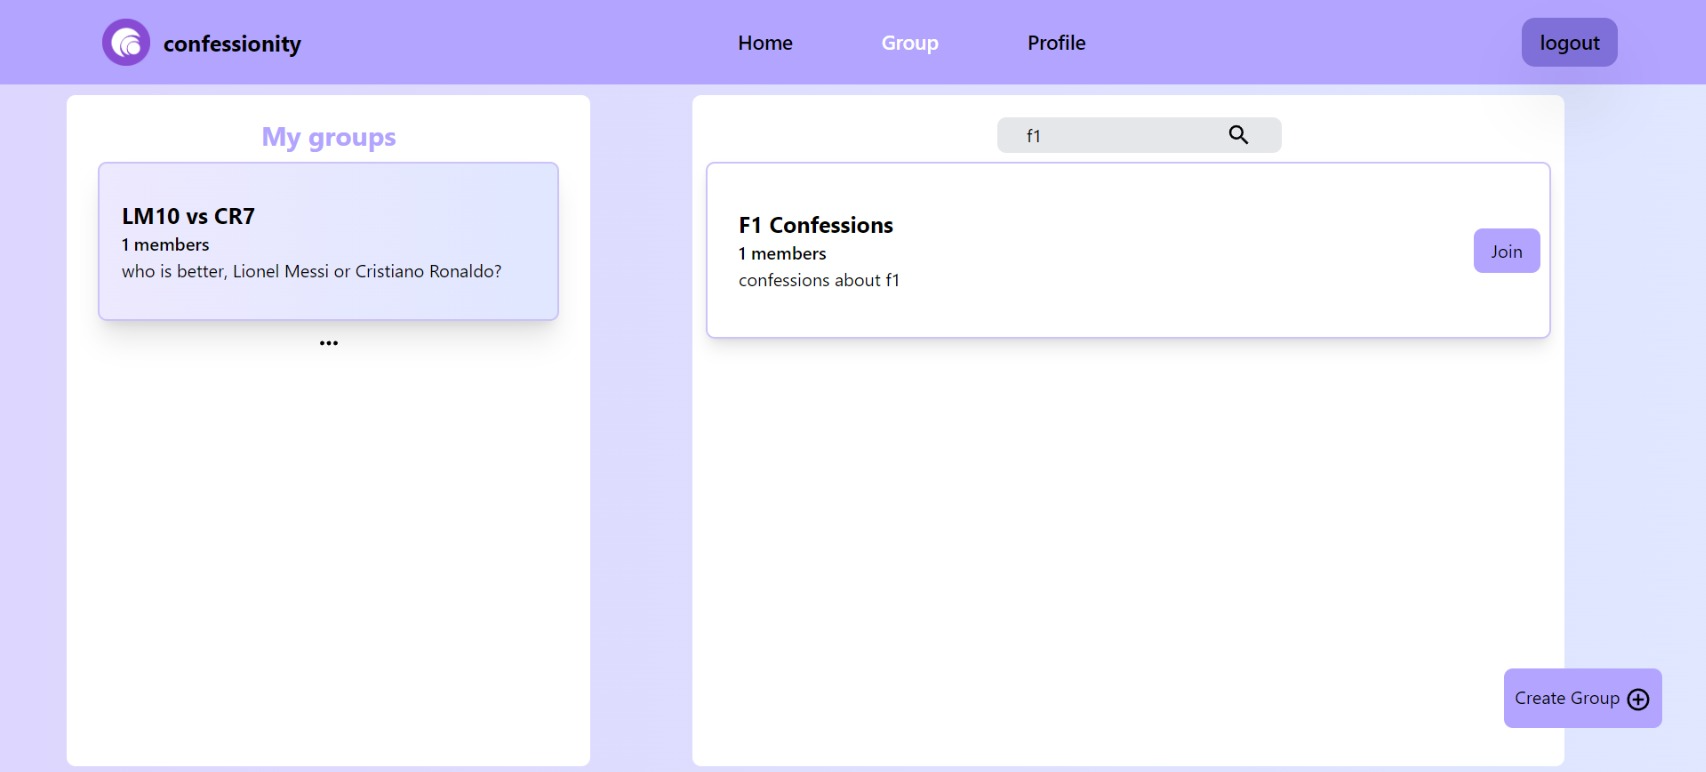 confessionity
Home
Group
Profile
logout
My groups
LM10 vs CR7
1 members
who is better, Lionel Messi or Cristiano Ronaldo?
...
f1
F1 Confessions
1 members
confessions about f1
Join
Create Group